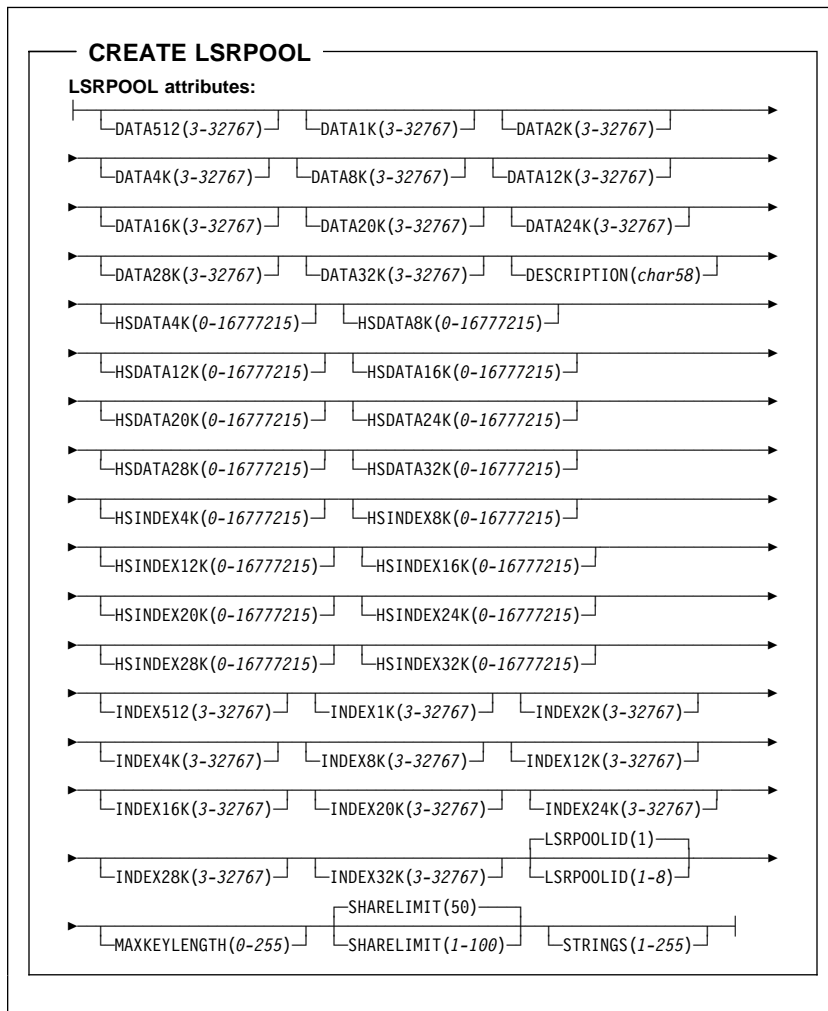 CREATE LSRPOOL
LSRPOOL attributes:
DATA512(3-32767) DATA1K(3-32767) DATA2K(3-32767)
DATA4K(3-32767) DATA8K(3-32767) DATA12K(3-32767)
DATA16K(3-32767) DATA20K(3-32767) DATA24K(3-32767)
DATA28K(3-32767) DATA32K(3-32767) DESCRIPTION(char58)
HSDATA4K(0-16777215) HSDATA8K(0-16777215)
HSDATA12K(0-16777215) HSDATA16K(0-16777215)
HSDATA20K(0-16777215) HSDATA24K(0-16777215)
HSDATA28K(0-16777215) HSDATA32K(0-16777215)
HSINDEX4K(0-16777215) HSINDEX8K(0-16777215)
HSINDEX12K(0-16777215) HSINDEX16K(0-16777215)
HSINDEX20K(0-16777215) HSINDEX24K(0-16777215)
HSINDEX28K(0-16777215) HSINDEX32K(0-16777215)
INDEX512(3-32767) INDEX1K(3-32767) INDEX2K(3-32767)
INDEX4K(3-32767) INDEX8K(3-32767) INDEX12K(3-32767)
INDEX16K(3-32767) INDEX20K(3-32767) INDEX24K(3-32767)
LSRPOOLID(1)
INDEX28K(3-32767) INDEX32K(3-32767) LSRPOOLID(1-8)
SHARELIMIT(50)
MAXKEYLENGTH(0-255) SHARELIMIT(1-100) STRINGS(1-255)